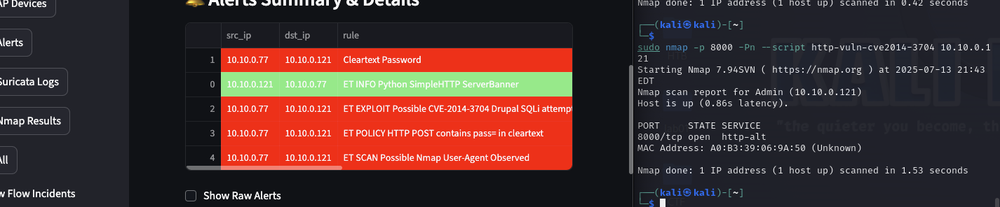 AP Devices
Alerts
Suricata Logs
Nmap Results
All
w Flow Incidents
Alerts Summary & Details
src_ip dst_ip rule
1 10.10.0.77 10.10.0.121 Cleartext Password
0 10.10.0.121 10.10.0.77 ET INFO Python SimpleHTTP ServerBanner
2 10.10.0.77 10.10.0.121 ET EXPLOIT Possible CVE-2014-3704 Drupal SQLi attempt
3 10.10.0.77 10.10.0.121 ET POLICY HTTP POST contains pass= in cleartext
4 10.10.0.77 10.10.0.121 ET SCAN Possible Nmap User-Agent Observed
Show Raw Alerts
Nmap done: 1 IP address (1 host up) scanned in 0.42 seconds
┌──(kali㉿kali)-[~]
└─$
sudo nmap -p 8000 -Pn --script http-vuln-cve2014-3704 10.10.0.1
21
Starting Nmap 7.94SVN ( https://nmap.org ) at 2025-07-13 21:43
EDT
Nmap scan report for Admin (10.10.0.121)
Host is up (0.86s latency).
PORT STATE SERVICE
8000/tcp open http-alt
MAC Address: A0:B3:39:06:9A:50 (Unknown)
Nmap done: 1 IP address (1 host up) scanned in 1.53 seconds
┌──(kali㉿kali)-[~]
└─$
"the quieter you become, th